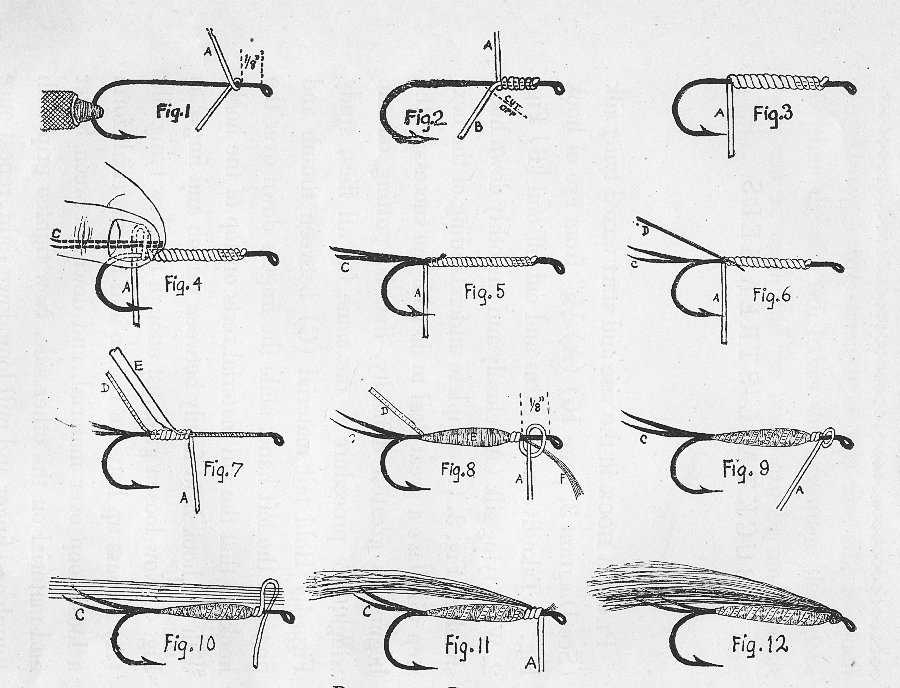 A
1/8"
Fig.1
A
CUT
OFF
B
Fig.2
A
Fig.3
C
A
Fig.4
C
A
Fig.5
D
C
A
Fig.6
D
E
A
Fig.7
D
E
1/8"
A
F
Fig.8
C
A
Fig.9
C
Fig.10
C
A
Fig.11
Fig.12